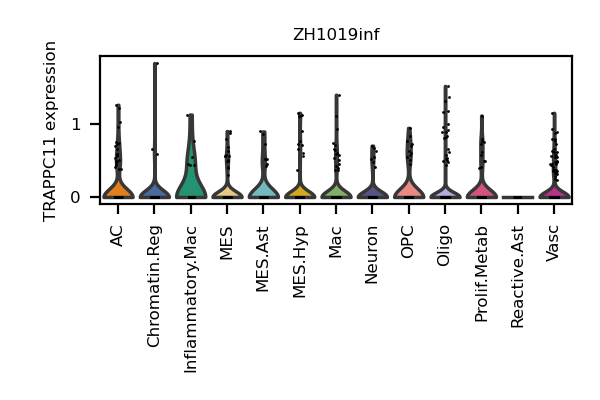 ZH1019inf
TRAPPC11 expression
1
0
AC
Chromatin.Reg
Inflammatory.Mac
MES
MES.Ast
MES.Hyp
Mac
Neuron
OPC
Oligo
Prolif.Metab
Reactive.Ast
Vasc